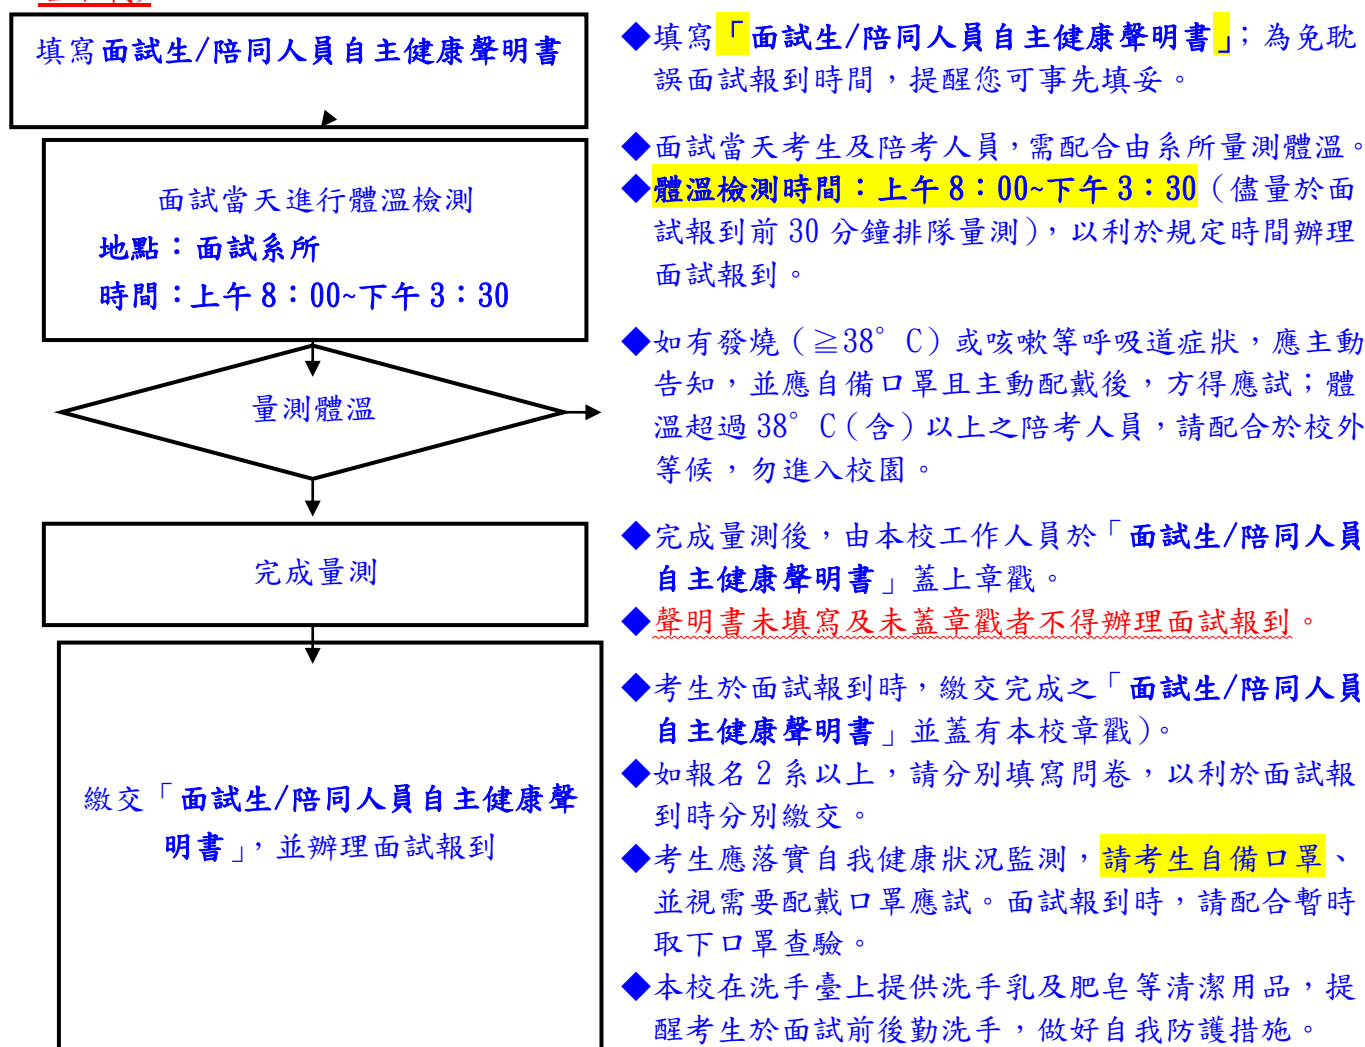 填寫面試生/陪同人員自主健康聲明書
◆填寫「面試生/陪同人員自主健康聲明書」；為免耽
誤面試報到時間，提醒您可事先填妥。
面試當天進行體溫檢測
地點：面試系所
時間：上午 8：00~下午 3：30
◆面試當天考生及陪考人員，需配合由系所量測體溫。
◆體溫檢測時間：上午 8：00~下午 3：30（儘量於面
試報到前 30 分鐘排隊量測），以利於規定時間辦理
面試報到。
量測體溫
◆如有發燒（≧38°C）或咳嗽等呼吸道症狀，應主動
告知，並應自備口罩且主動配戴後，方得應試；體
溫超過 38°C（含）以上之陪考人員，請配合於校外
等候，勿進入校園。
完成量測
◆完成量測後，由本校工作人員於「面試生/陪同人員
自主健康聲明書」蓋上章戳。
◆聲明書未填寫及未蓋章戳者不得辦理面試報到。
繳交「面試生/陪同人員自主健康聲
明書」，並辦理面試報到
◆考生於面試報到時，繳交完成之「面試生/陪同人員
自主健康聲明書」並蓋有本校章戳）。
◆如報名 2 系以上，請分別填寫問卷，以利於面試報
到時分別繳交。
◆考生應落實自我健康狀況監測，請考生自備口罩、
並視需要配戴口罩應試。面試報到時，請配合暫時
取下口罩查驗。
◆本校在洗手臺上提供洗手乳及肥皂等清潔用品，提
醒考生於面試前後勤洗手，做好自我防護措施。